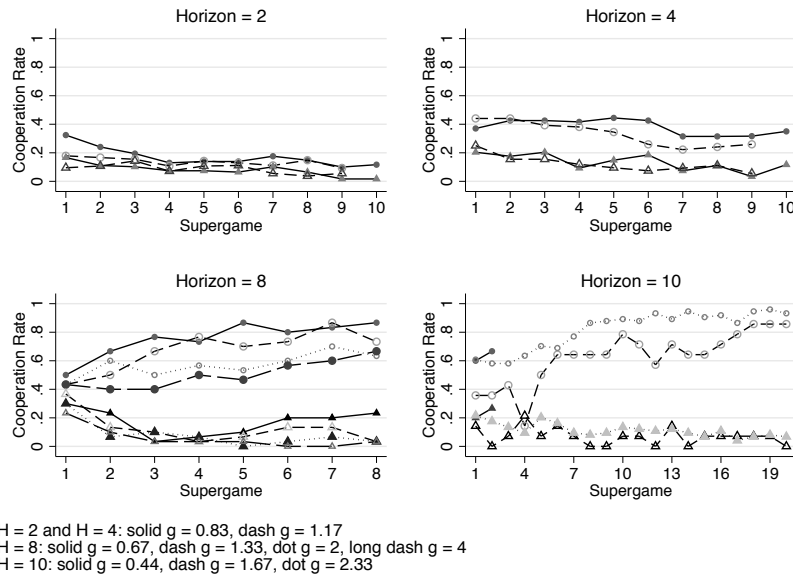 Horizon = 2
Cooperation Rate
0 .2 .4 .6 .8 1
1 2 3 4 5 6 7 8 9 10
Supergame
Horizon = 4
Cooperation Rate
0 .2 .4 .6 .8 1
1 2 3 4 5 6 7 8 9 10
Supergame
Horizon = 8
Cooperation Rate
0 .2 .4 .6 .8 1
1 2 3 4 5 6 7 8
Supergame
Horizon = 10
Cooperation Rate
0 .2 .4 .6 .8 1
1 4 7 10 13 16 19
Supergame
H = 2 and H = 4: solid g = 0.83, dash g = 1.17
H = 8: solid g = 0.67, dash g = 1.33, dot g = 2, long dash g = 4
H = 10: solid g = 0.44, dash g = 1.67, dot g = 2.33